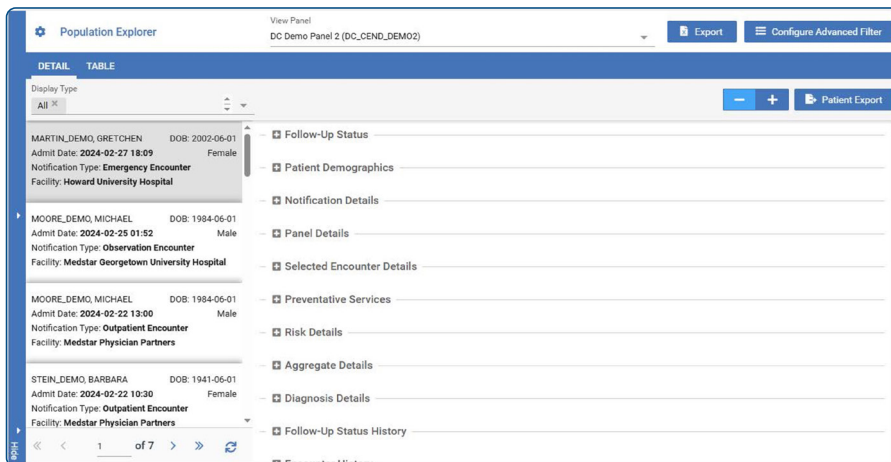 Population Explorer
View Panel
DC Demo Panel 2 (DC_CEND_DEMO2)
Export
Configure Advanced Filter
DETAIL TABLE
Display Type
All ×
Patient Export
MARTIN_DEMO, GRETCHEN DOB: 2002-06-01
Admit Date: 2024-02-27 18:09 Female
Notification Type: Emergency Encounter
Facility: Howard University Hospital
MOORE_DEMO, MICHAEL DOB: 1984-06-01
Admit Date: 2024-02-25 01:52 Male
Notification Type: Observation Encounter
Facility: Medstar Georgetown University Hospital
MOORE_DEMO, MICHAEL DOB: 1984-06-01
Admit Date: 2024-02-22 13:00 Male
Notification Type: Outpatient Encounter
Facility: Medstar Physician Partners
STEIN_DEMO, BARBARA DOB: 1941-06-01
Admit Date: 2024-02-22 10:30 Female
Notification Type: Outpatient Encounter
Facility: Medstar Physician Partners
1 of 7
Hide
Follow-Up Status
Patient Demographics
Notification Details
Panel Details
Selected Encounter Details
Preventative Services
Risk Details
Aggregate Details
Diagnosis Details
Follow-Up Status History